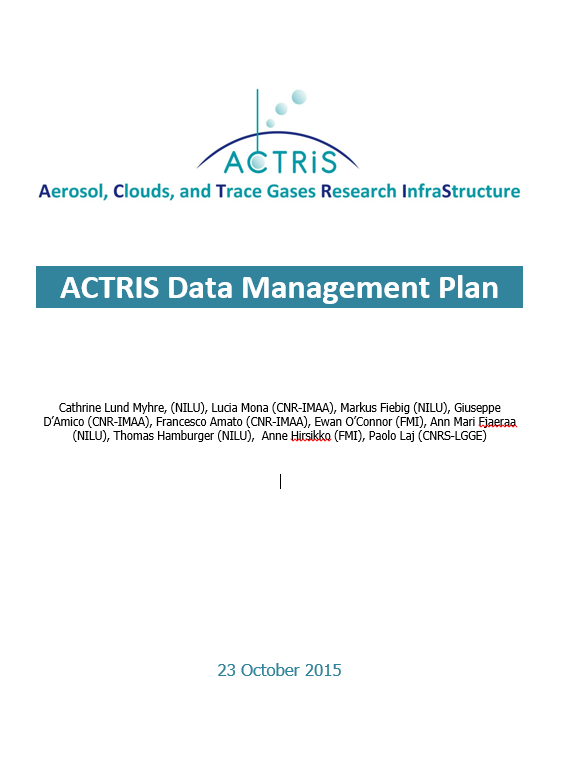 ACTRiS
Aerosol, Clouds, and Trace Gases Research InfraStructure
ACTRIS Data Management Plan
Cathrine Lund Myhre, (NILU), Lucia Mona (CNR-IMAA), Markus Fiebig (NILU), Giuseppe
D’Amico (CNR-IMAA), Francesco Amato (CNR-IMAA), Ewan O’Connor (FMI), Ann Mari Fjaeraa
(NILU), Thomas Hamburger (NILU),  Anne Hirsikko (FMI), Paolo Laj (CNRS-LGGE)
23 October 2015